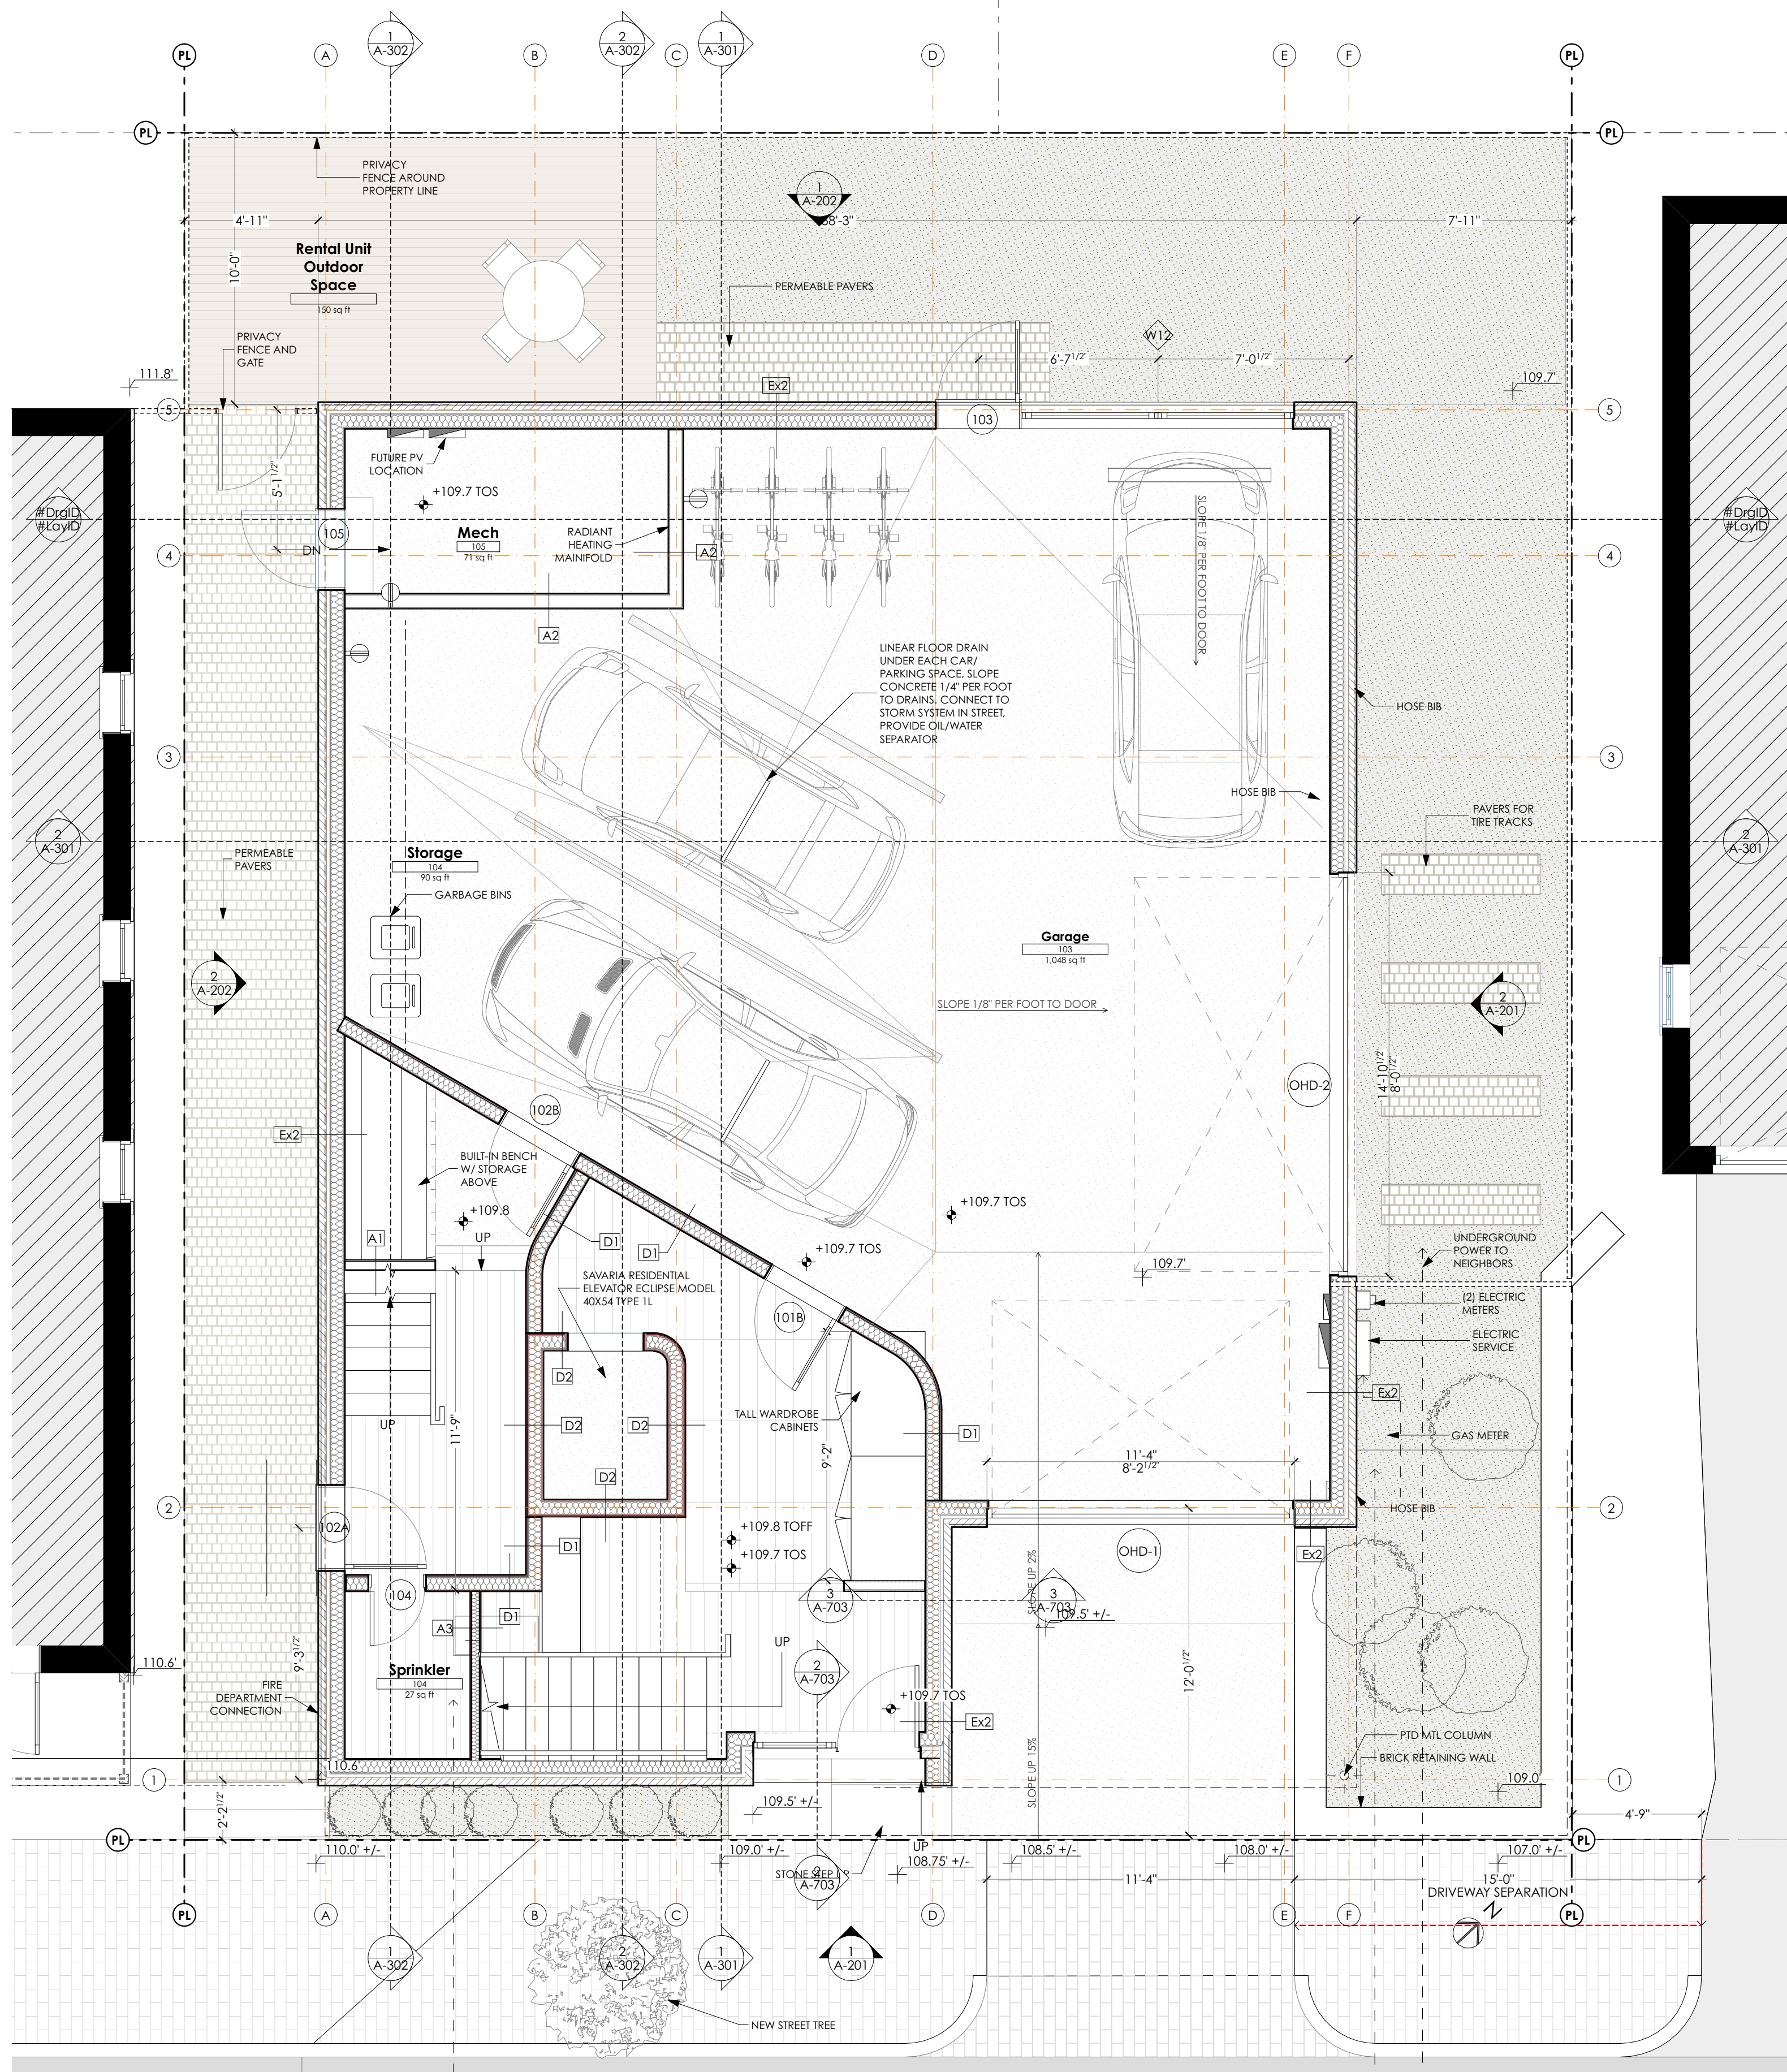 1
A-302
2
A-302
1
A-301
PL
A
B
C
D
E
F
PL
PL
PL
PRIVACY
FENCE AROUND
PROPERTY LINE
1
A-202
4'-11"
38'-3"
7'-11"
10'-0"
Rental Unit
Outdoor
Space
150 sq ft
PERMEABLE PAVERS
PRIVACY
FENCE AND
GATE
W12
6'-7 1/2"
7'-0 1/2"
111.8'
Ex2
109.7'
5
103
5
5'-1 1/2"
FUTURE PV
LOCATION
+109.7 TOS
#DrgID
#LayID
SLOPE 1/8" PER FOOT TO DOOR
#DrgID
#LayID
105
Mech
105
71 sq ft
RADIANT
HEATING
MAINIFOLD
DN
A2
4
4
A2
LINEAR FLOOR DRAIN
UNDER EACH CAR/
PARKING SPACE, SLOPE
CONCRETE 1/4" PER FOOT
TO DRAINS. CONNECT TO
STORM SYSTEM IN STREET,
PROVIDE OIL/WATER
SEPARATOR
HOSE BIB
3
3
HOSE BIB
PAVERS FOR
TIRE TRACKS
2
A-301
2
A-301
PERMEABLE
PAVERS
Storage
104
90 sq ft
GARBAGE BINS
Garage
103
1,048 sq ft
2
A-202
SLOPE 1/8" PER FOOT TO DOOR
2
A-201
14'-10 1/2"
8'-0 1/2"
OHD-2
102B
Ex2
BUILT-IN BENCH
W/ STORAGE
ABOVE
+109.8
+109.7 TOS
A1
UP
D1
D1
+109.7 TOS
109.7'
UNDERGROUND
POWER TO
NEIGHBORS
SAVARIA RESIDENTIAL
ELEVATOR ECLIPSE MODEL
40X54 TYPE 1L
(2) ELECTRIC
METERS
101B
ELECTRIC
SERVICE
D2
Ex2
UP
11'-9"
D2
D2
TALL WARDROBE
CABINETS
9'-2"
D1
GAS METER
11'-4"
8'-2 1/2"
D2
2
HOSE BIB
2
102A
+109.8 TOFF
+109.7 TOS
D1
OHD-1
Ex2
104
D1
A3
3
A-703
SLOPE UP 2%
3
A-703
109.5' +/-
9'-3 1/2"
UP
110.6'
Sprinkler
104
27 sq ft
2
A-703
12'-0 1/2"
FIRE
DEPARTMENT
CONNECTION
+109.7 TOS
Ex2
PTD MTL COLUMN
BRICK RETAINING WALL
SLOPE UP 15%
110.6'
1
1
109.0'
2'-2 1/2"
109.5' +/-
4'-9"
PL
PL
UP
110.0' +/-
109.0' +/-
108.75' +/-
108.5' +/-
108.0' +/-
107.0' +/-
STONE STEP UP
2
A-703
11'-4"
15'-0"
DRIVEWAY SEPARATION
N
PL
A
B
C
D
E
F
PL
1
A-302
2
A-302
1
A-301
1
A-201
NEW STREET TREE